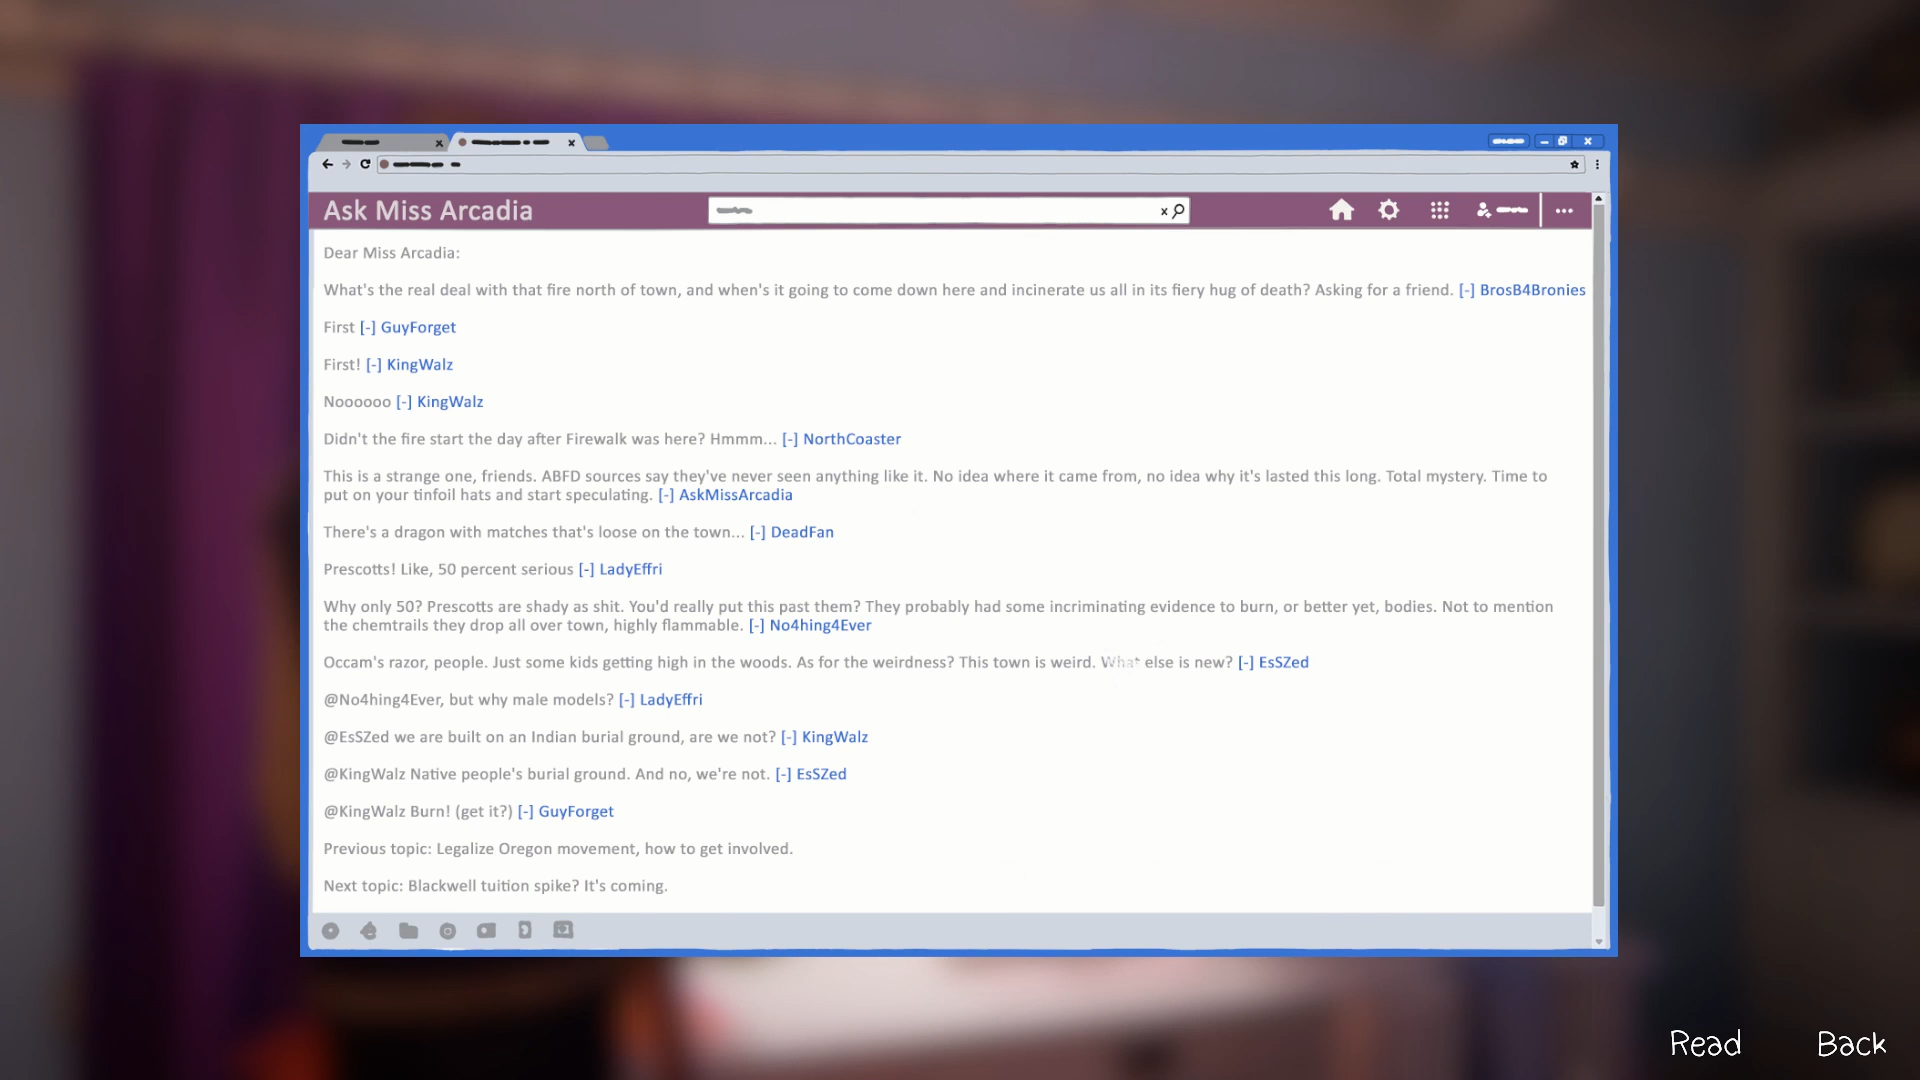 Ask Miss Arcadia
Dear Miss Arcadia:
What's the real deal with that fire north of town, and when's it going to come down here and incinerate us all in its fiery hug of death? Asking for a friend. [-] BrosB4Bronies
First [-] GuyForget
First! [-] KingWalz
Noooooo [-] KingWalz
Didn't the fire start the day after Firewalk was here? Hmmm... [-] NorthCoaster
This is a strange one, friends. ABFD sources say they've never seen anything like it. No idea where it came from, no idea why it's lasted this long. Total mystery. Time to
put on your tinfoil hats and start speculating. [-] AskMissArcadia
There's a dragon with matches that's loose on the town... [-] DeadFan
Prescotts! Like, 50 percent serious [-] LadyEffri
Why only 50? Prescotts are shady as shit. You'd really put this past them? They probably had some incriminating evidence to burn, or better yet, bodies. Not to mention
the chemtrails they drop all over town, highly flammable. [-] No4hing4Ever
Occam's razor, people. Just some kids getting high in the woods. As for the weirdness? This town is weird. What else is new? [-] EsSZed
@No4hing4Ever, but why male models? [-] LadyEffri
@EsSZed we are built on an Indian burial ground, are we not? [-] KingWalz
@KingWalz Native people's burial ground. And no, we're not. [-] EsSZed
@KingWalz Burn! (get it?) [-] GuyForget
Previous topic: Legalize Oregon movement, how to get involved.
Next topic: Blackwell tuition spike? It's coming.
Read Back